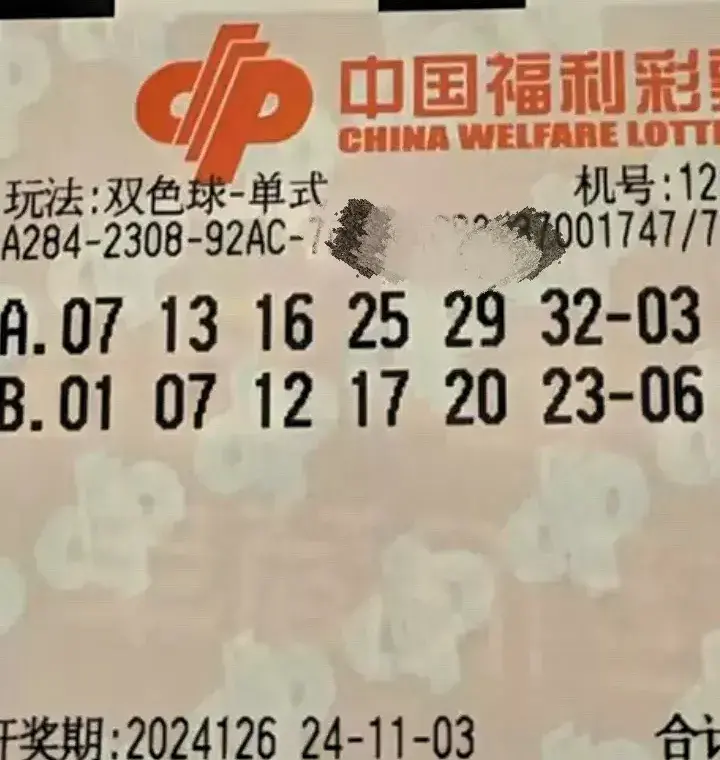 中国福利彩
CHINA WELFARE LOTT
玩法:双色球-单式 机号:12
A284-2308-92AC- 7001747/7
A.07 13 16 25 29 32-03
B.01 07 12 17 20 23-06
开奖期:2024126 24-11-03 合计